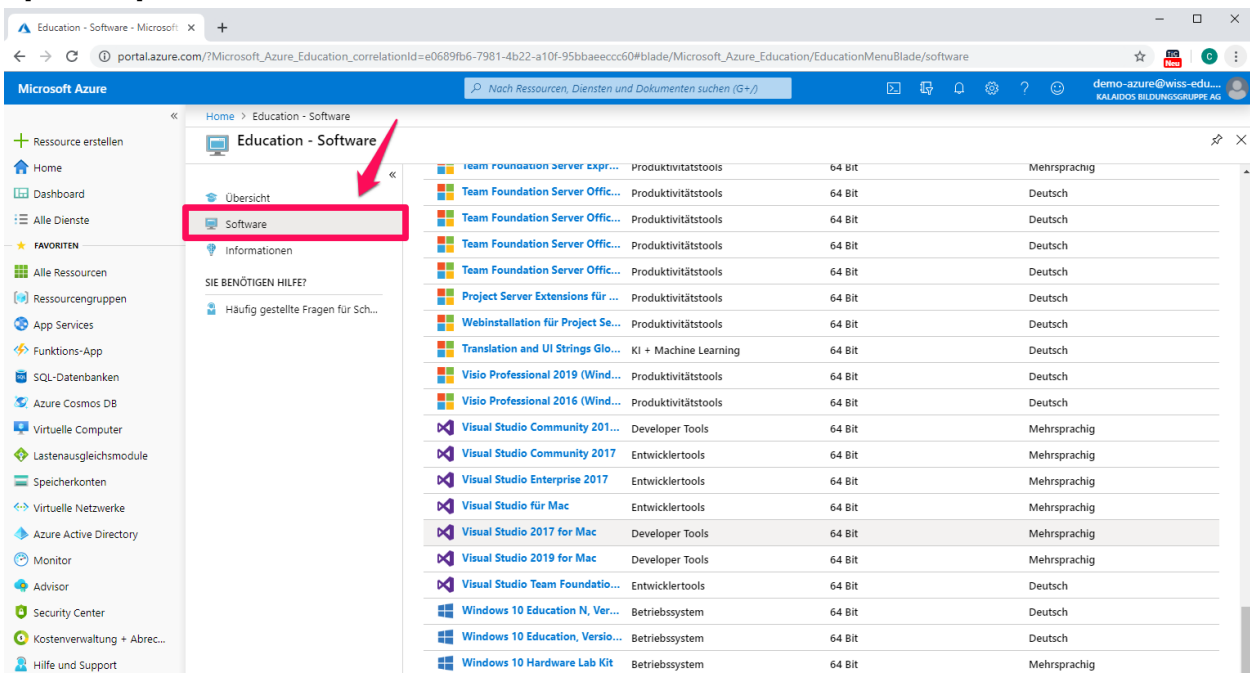 Education - Software - Microsoft
portal.azure.com/?Microsoft_Azure_Education_correlationId=e0689fb6-7981-4b22-a10f-95bbaeeccc60#blade/Microsoft_Azure_Education/EducationMenuBlade/software
TiC
Neu
C
Microsoft Azure
Nach Ressourcen, Diensten und Dokumenten suchen (G+/)
demo-azure@wiss-edu....
KALAIDOS BILDUNGSGRUPPE AG
Home > Education - Software
Education - Software
Ressource erstellen
Home
Dashboard
Alle Dienste
FAVORITEN
Alle Ressourcen
Ressourcengruppen
App Services
Funktions-App
SQL-Datenbanken
Azure Cosmos DB
Virtuelle Computer
Lastenausgleichsmodule
Speicherkonten
Virtuelle Netzwerke
Azure Active Directory
Monitor
Advisor
Security Center
Kostenverwaltung + Abrec...
Hilfe und Support
Übersicht
Software
Informationen
SIE BENÖTIGEN HILFE?
Häufig gestellte Fragen für Sch...
Team Foundation Server Expr... Produktivitätstools 64 Bit Mehrsprachig
Team Foundation Server Offic... Produktivitätstools 64 Bit Deutsch
Team Foundation Server Offic... Produktivitätstools 64 Bit Deutsch
Team Foundation Server Offic... Produktivitätstools 64 Bit Deutsch
Team Foundation Server Offic... Produktivitätstools 64 Bit Deutsch
Project Server Extensions für ... Produktivitätstools 64 Bit Deutsch
Webinstallation für Project Se... Produktivitätstools 64 Bit Deutsch
Translation and UI Strings Glo... KI + Machine Learning 64 Bit Deutsch
Visio Professional 2019 (Wind... Produktivitätstools 64 Bit Deutsch
Visio Professional 2016 (Wind... Produktivitätstools 64 Bit Deutsch
Visual Studio Community 201... Developer Tools 64 Bit Mehrsprachig
Visual Studio Community 2017 Entwicklertools 64 Bit Mehrsprachig
Visual Studio Enterprise 2017 Entwicklertools 64 Bit Mehrsprachig
Visual Studio für Mac Entwicklertools 64 Bit Mehrsprachig
Visual Studio 2017 for Mac Developer Tools 64 Bit Mehrsprachig
Visual Studio 2019 for Mac Developer Tools 64 Bit Mehrsprachig
Visual Studio Team Foundatio... Entwicklertools 64 Bit Deutsch
Windows 10 Education N, Ver... Betriebssystem 64 Bit Deutsch
Windows 10 Education, Versio... Betriebssystem 64 Bit Deutsch
Windows 10 Hardware Lab Kit Betriebssystem 64 Bit Mehrsprachig